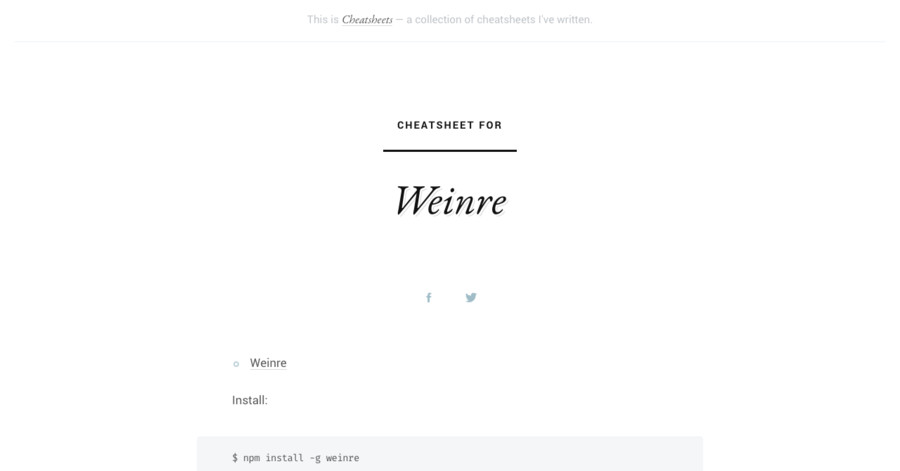 This is Cheatsheets — a collection of cheatsheets I've written.
CHEATSHEET FOR
Weinre
Weinre
Install:
$ npm install -g weinre